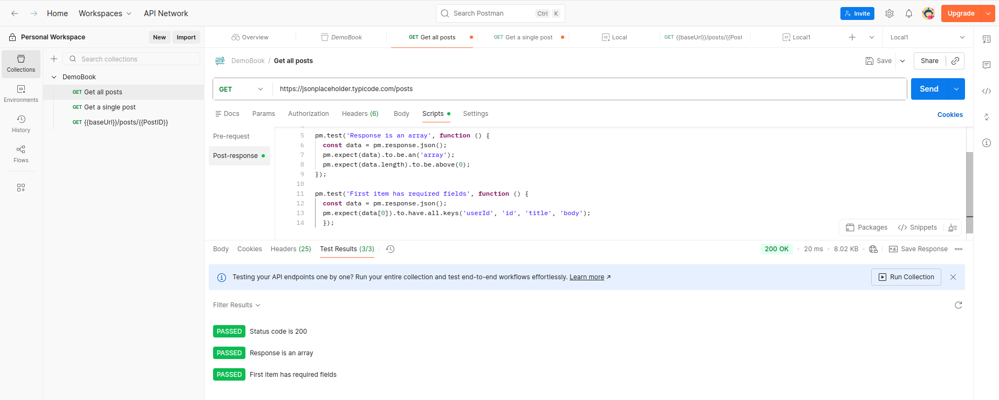 Home Workspaces API Network Search Postman Ctrl K Invite Upgrade
Personal Workspace New Import Overview DemoBook GET Get all posts GET Get a single post Local GET {{baseUrl}}/posts/{{Post Local1 Local1
Collections
Environments
History
Flows
Search collections
DemoBook
GET Get all posts
GET Get a single post
GET {{baseUrl}}/posts/{{PostID}}
HTTP DemoBook / Get all posts Save Share
GET https://jsonplaceholder.typicode.com/posts Send
Docs Params Authorization Headers (6) Body Scripts Settings Cookies
Pre-request
Post-response
5 pm.test('Response is an array', function () {
6 const data = pm.response.json();
7 pm.expect(data).to.be.an('array');
8 pm.expect(data.length).to.be.above(0);
9 });
10
11 pm.test('First item has required fields', function () {
12 const data = pm.response.json();
13 pm.expect(data[0]).to.have.all.keys('userId', 'id', 'title', 'body');
14 });
Packages Snippets
Body Cookies Headers (25) Test Results (3/3) 200 OK 20 ms 8.02 KB e.g. Save Response
Testing your API endpoints one by one? Run your entire collection and test end-to-end workflows effortlessly. Learn more Run Collection
Filter Results
PASSED Status code is 200
PASSED Response is an array
PASSED First item has required fields